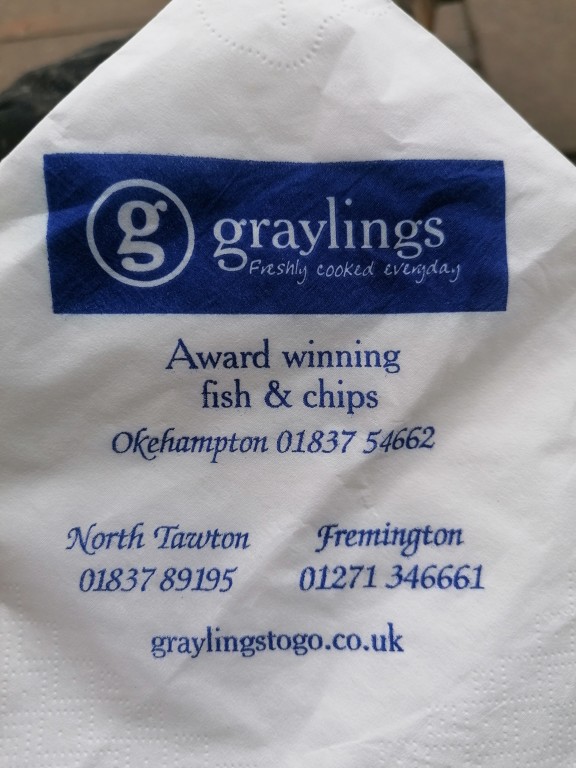 g graylings
Freshly cooked everyday
Award winning
fish & chips
Okehampton 01837 54662
North Tawton Fremington
01837 89195 01271 346661
graylingstogo.co.uk